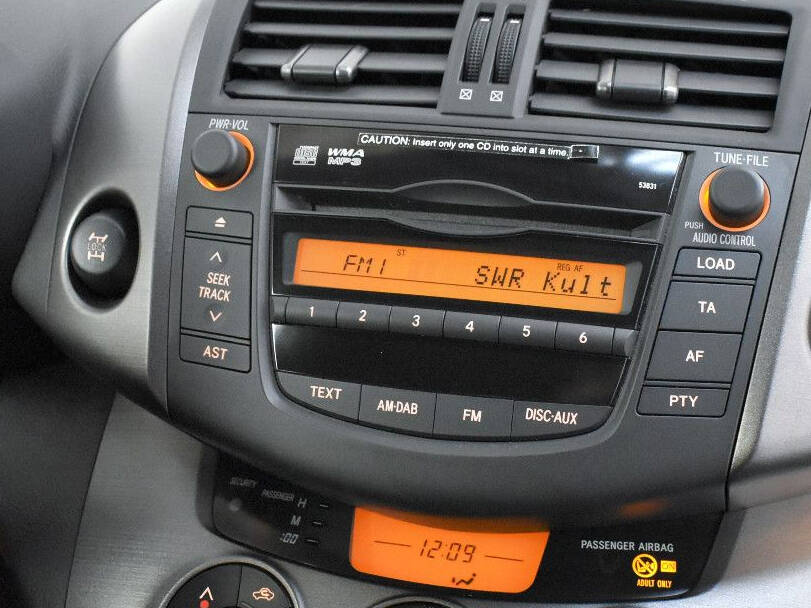 PWR·VOL
WMA
MP3
CAUTION: Insert only one CD into slot at a time.
53831
TUNE·FILE
PUSH
AUDIO CONTROL
LOCK
SEEK
TRACK
AST
FM1
ST
SWR Kult
REG AF
LOAD
TA
AF
PTY
1 2 3 4 5 6
TEXT
AM·DAB
FM
DISC·AUX
SECURITY
PASSENGER
H
M
:00
12:09
PASSENGER AIRBAG
ON
ADULT ONLY